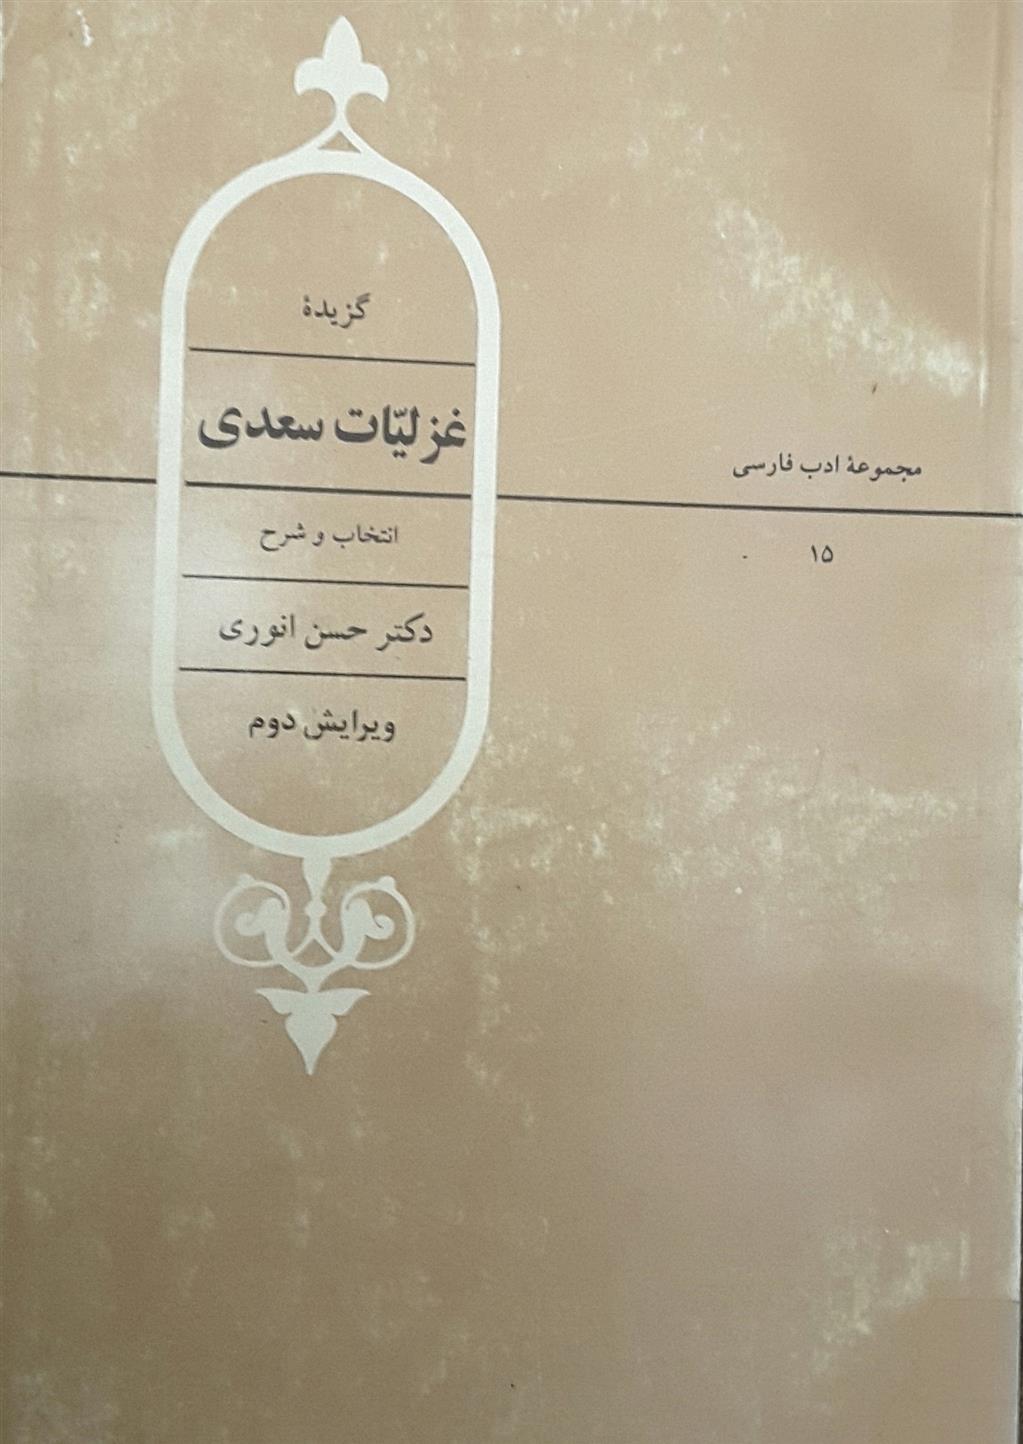 گزیدهٔ
غزلیّات سعدی
انتخاب و شرح
دکتر حسن انوری
ویرایش دوم
مجموعهٔ ادب فارسی
۱۵